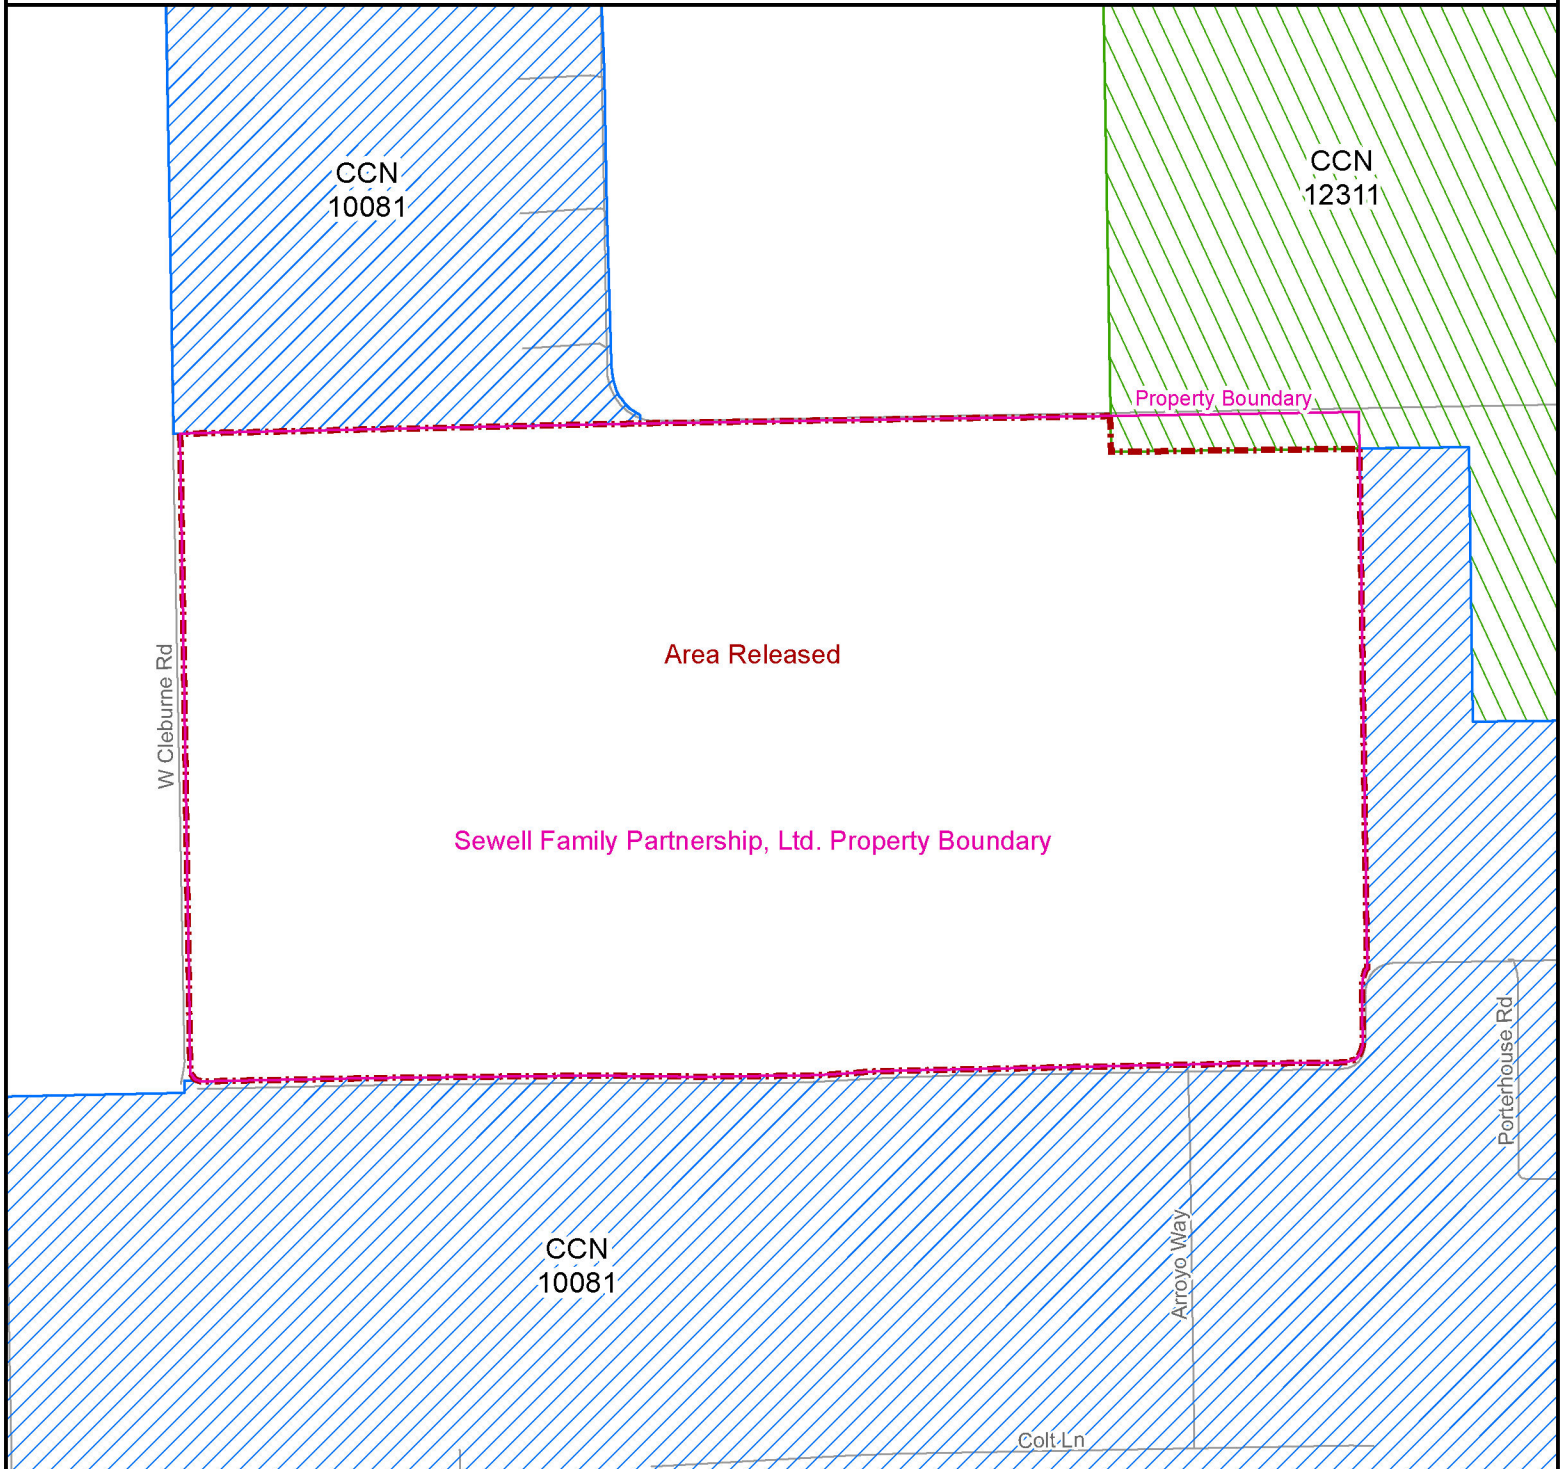 CCN
10081
CCN
12311
Property Boundary
W Cleburne Rd
Area Released
Sewell Family Partnership, Ltd. Property Boundary
Porterhouse Rd
CCN
10081
Arroyo Way
Colt Ln